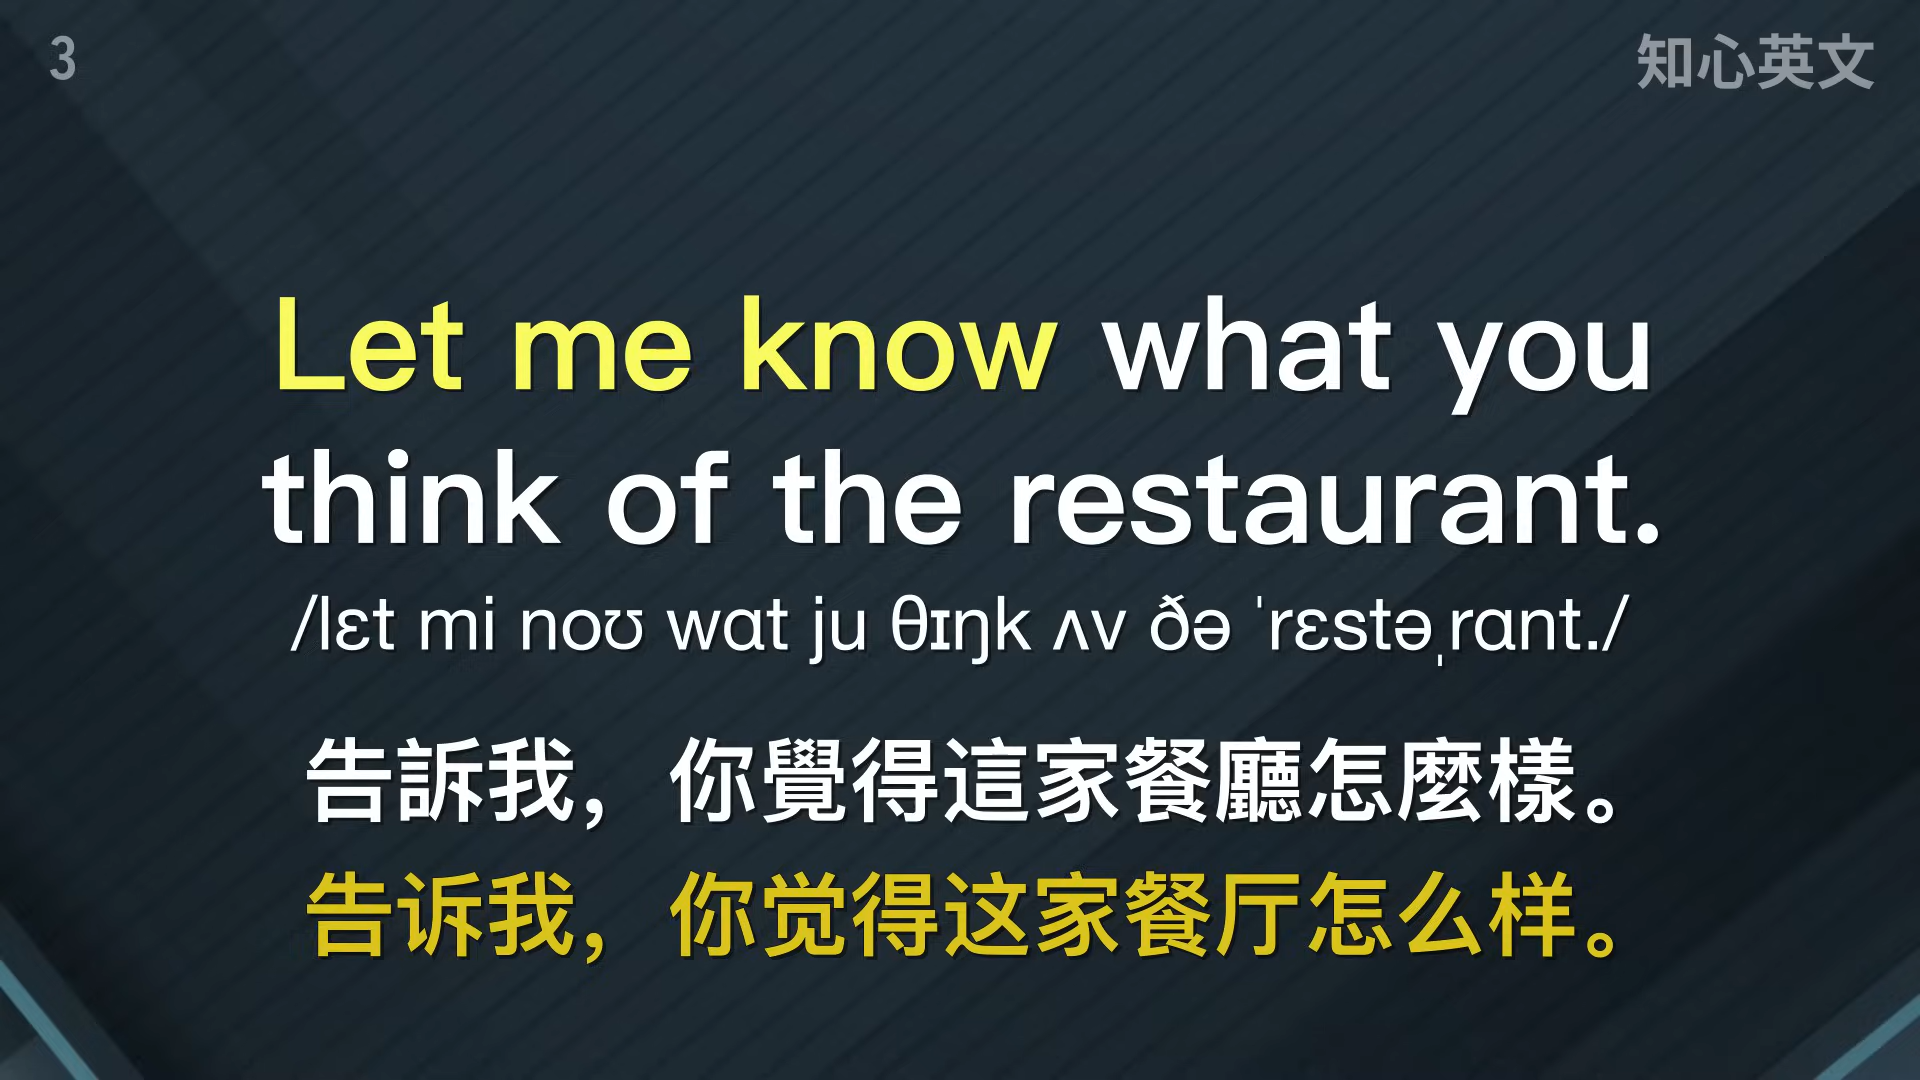 3
知心英文
Let me know what you
think of the restaurant.
/lɛt mi noʊ wɑt ju θɪŋk ʌv ðə ˈrɛstəˌrɑnt./
告訴我，你覺得這家餐廳怎麼樣。
告诉我，你觉得这家餐厅怎么样。